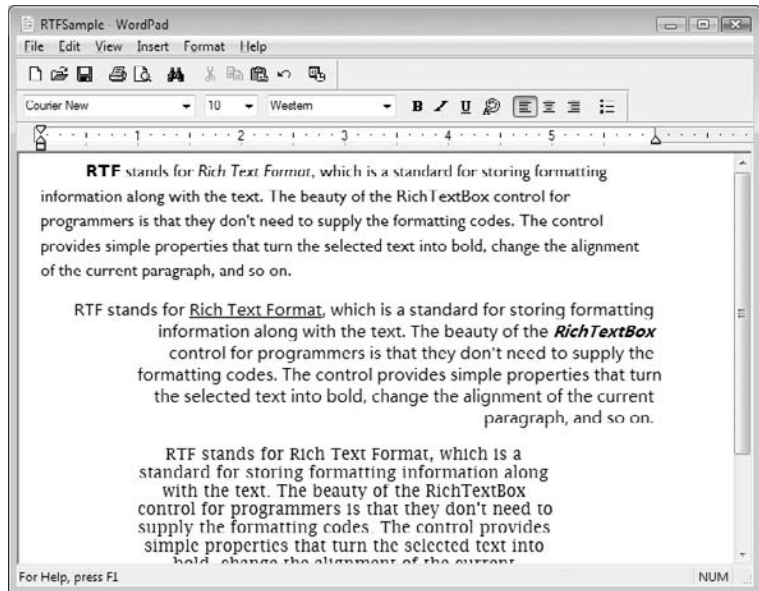 RTFSample - WordPad
File Edit View Insert Format Help
Courier New 10 Western B I U
1 2 3 4 5
RTF stands for Rich Text Format, which is a standard for storing formatting
information along with the text. The beauty of the RichTextBox control for
programmers is that they don't need to supply the formatting codes. The control
provides simple properties that turn the selected text into bold, change the alignment
of the current paragraph, and so on.
RTF stands for Rich Text Format, which is a standard for storing formatting
information along with the text. The beauty of the RichTextBox
control for programmers is that they don't need to supply the
formatting codes. The control provides simple properties that turn
the selected text into bold, change the alignment of the current
paragraph, and so on.
RTF stands for Rich Text Format, which is a
standard for storing formatting information along
with the text. The beauty of the RichTextBox
control for programmers is that they don't need to
supply the formatting codes. The control provides
simple properties that turn the selected text into
bold, change the alignment of the current
For Help, press F1 NUM